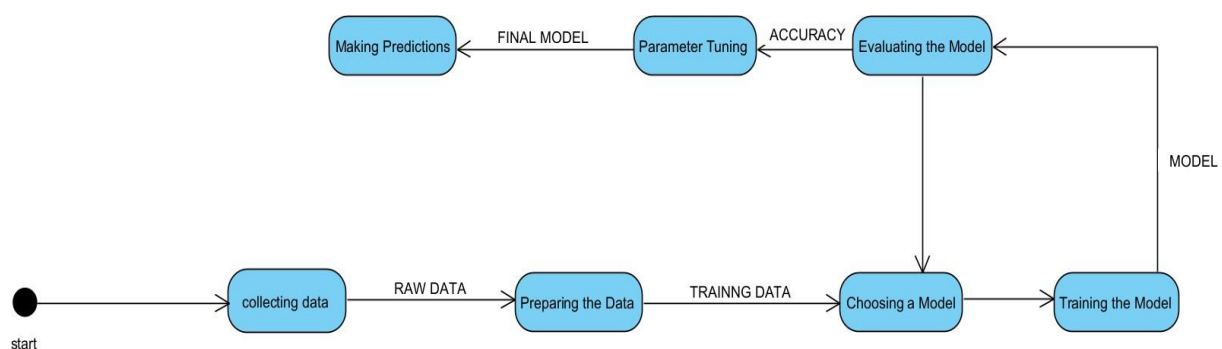 Making Predictions
FINAL MODEL
Parameter Tuning
ACCURACY
Evaluating the Model
MODEL
collecting data
RAW DATA
Preparing the Data
TRAINNG DATA
Choosing a Model
Training the Model
start